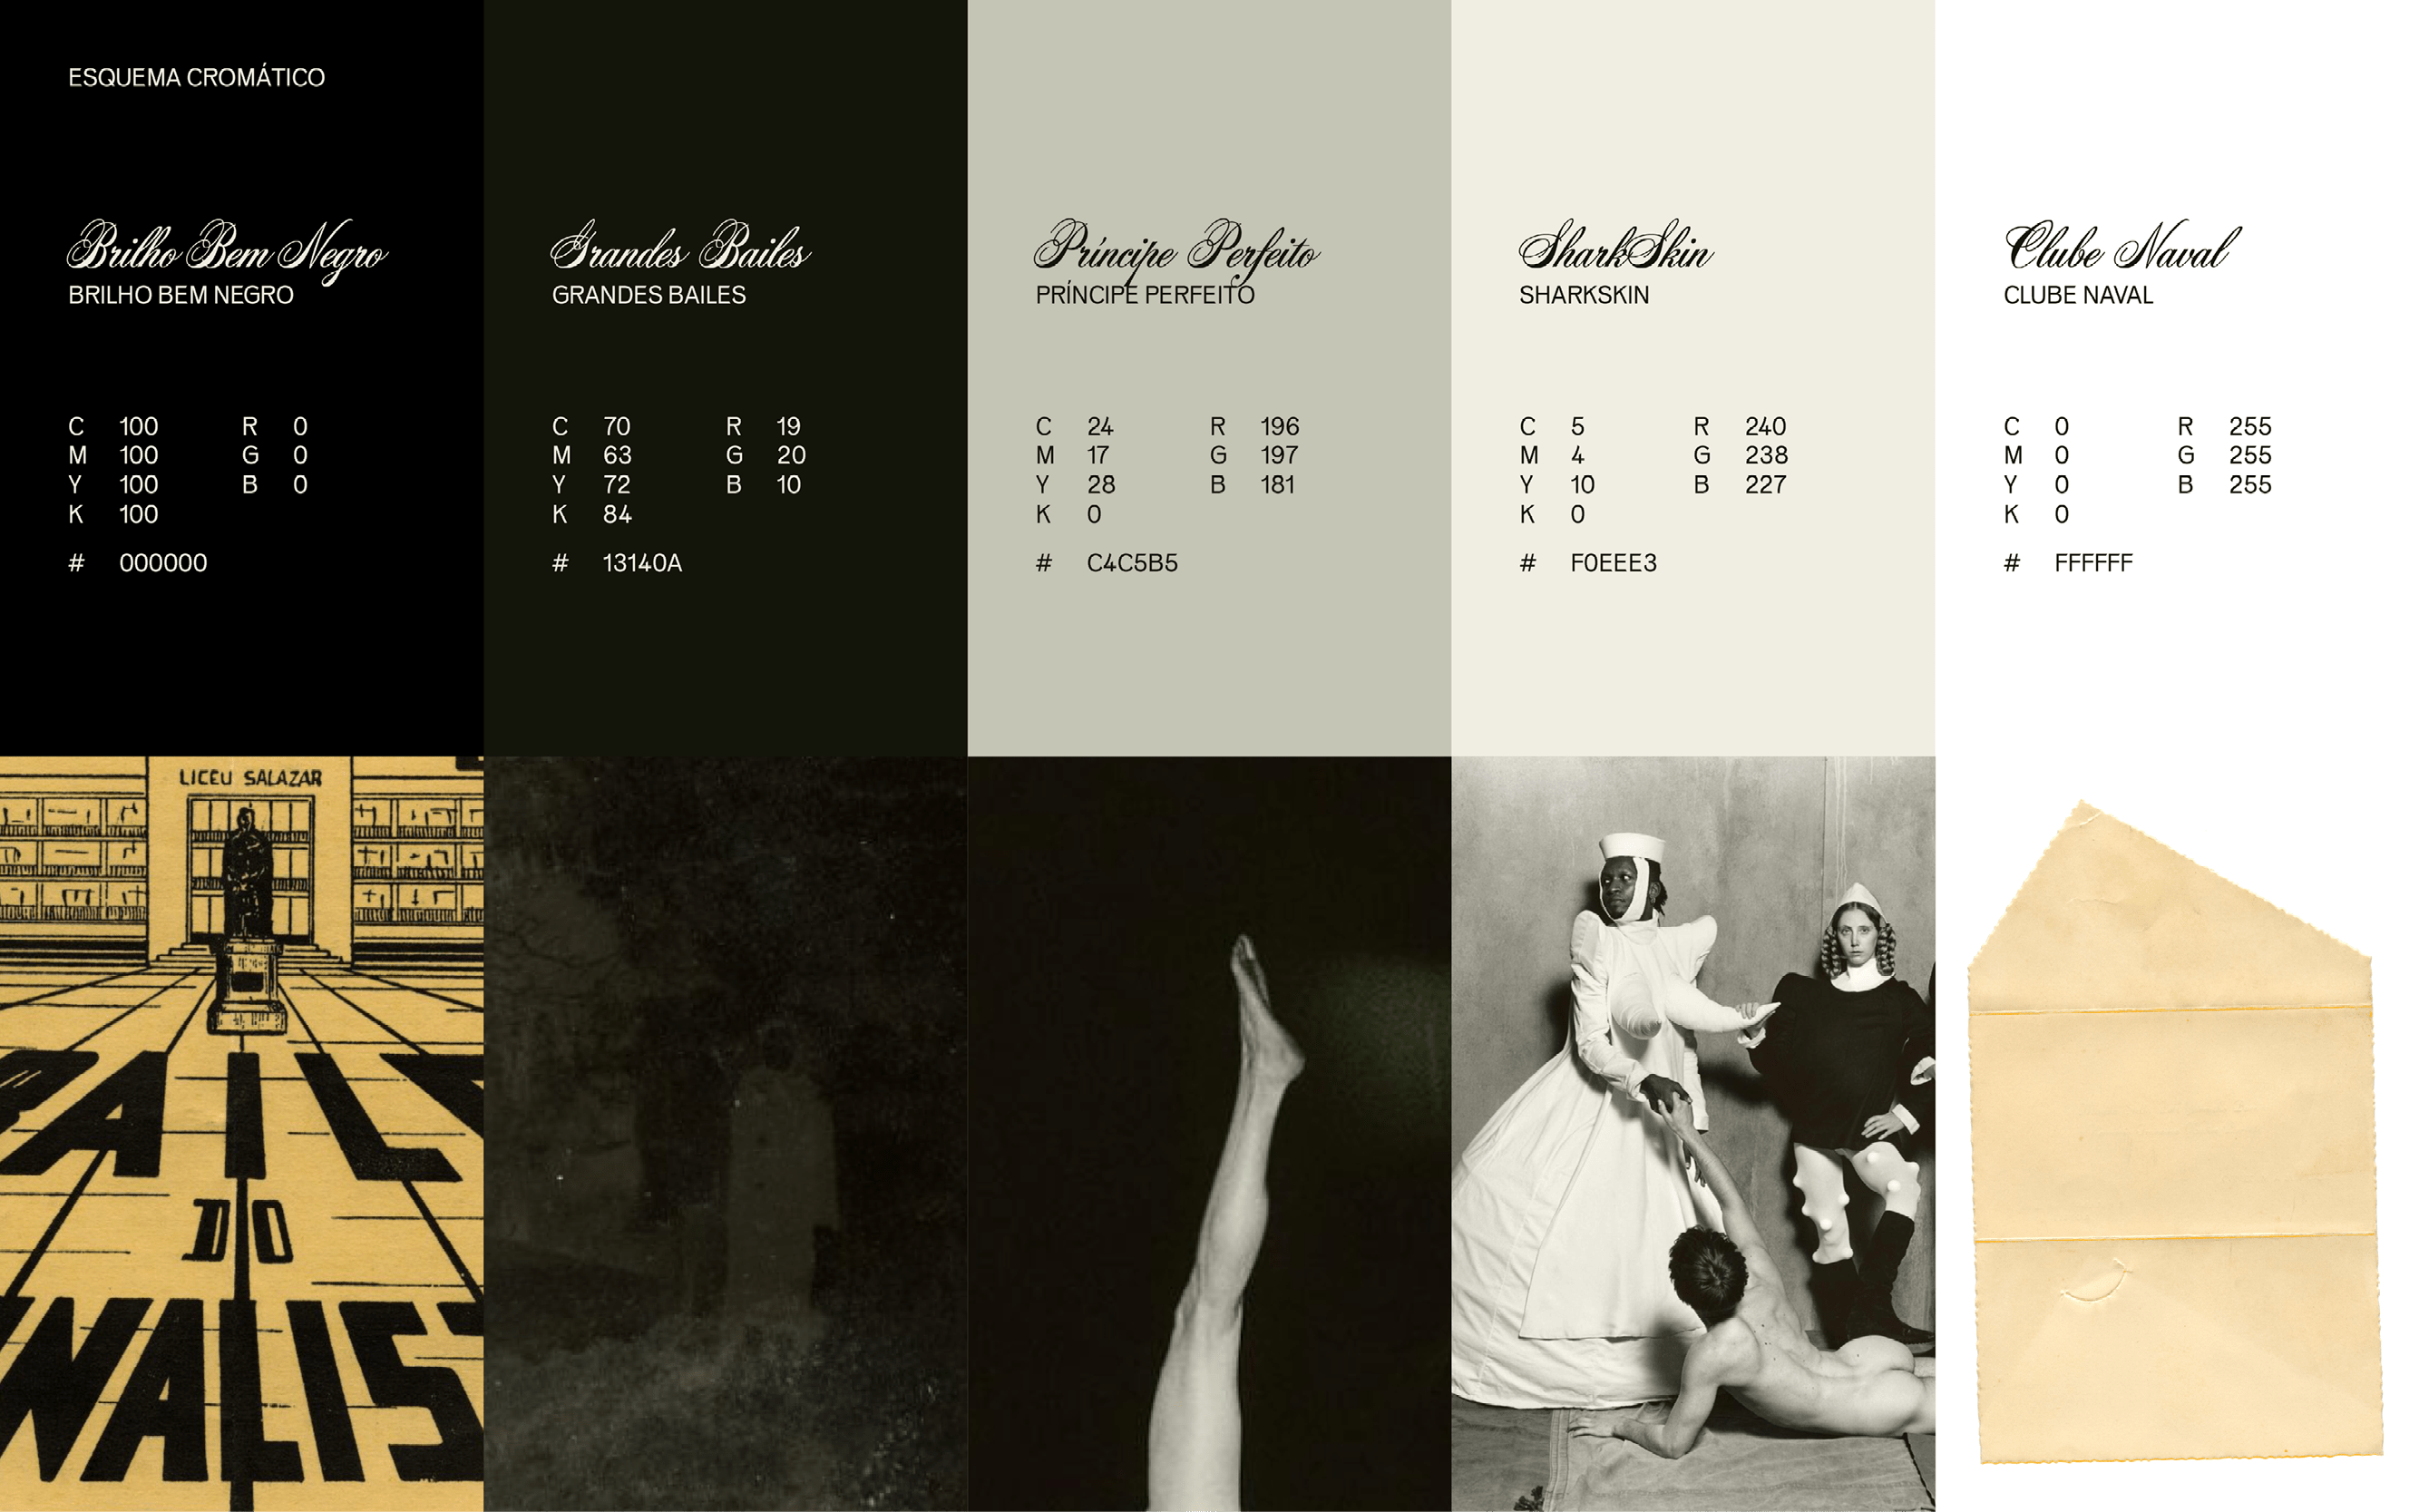 ESQUEMA CROMÁTICO
Brilho Bem Negro
BRILHO BEM NEGRO
C 100 R 0
M 100 G 0
Y 100 B 0
K 100
# 000000
Grandes Bailes
GRANDES BAILES
C 70 R 19
M 63 G 20
Y 72 B 10
K 84
# 13140A
Príncipe Perfeito
PRÍNCIPE PERFEITO
C 24 R 196
M 17 G 197
Y 28 B 181
K 0
# C4C5B5
SharkSkin
SHARKSKIN
C 5 R 240
M 4 G 238
Y 10 B 227
K 0
# F0EEE3
Clube Naval
CLUBE NAVAL
C 0 R 255
M 0 G 255
Y 0 B 255
K 0
# FFFFFF
LICEU SALAZAR
DO